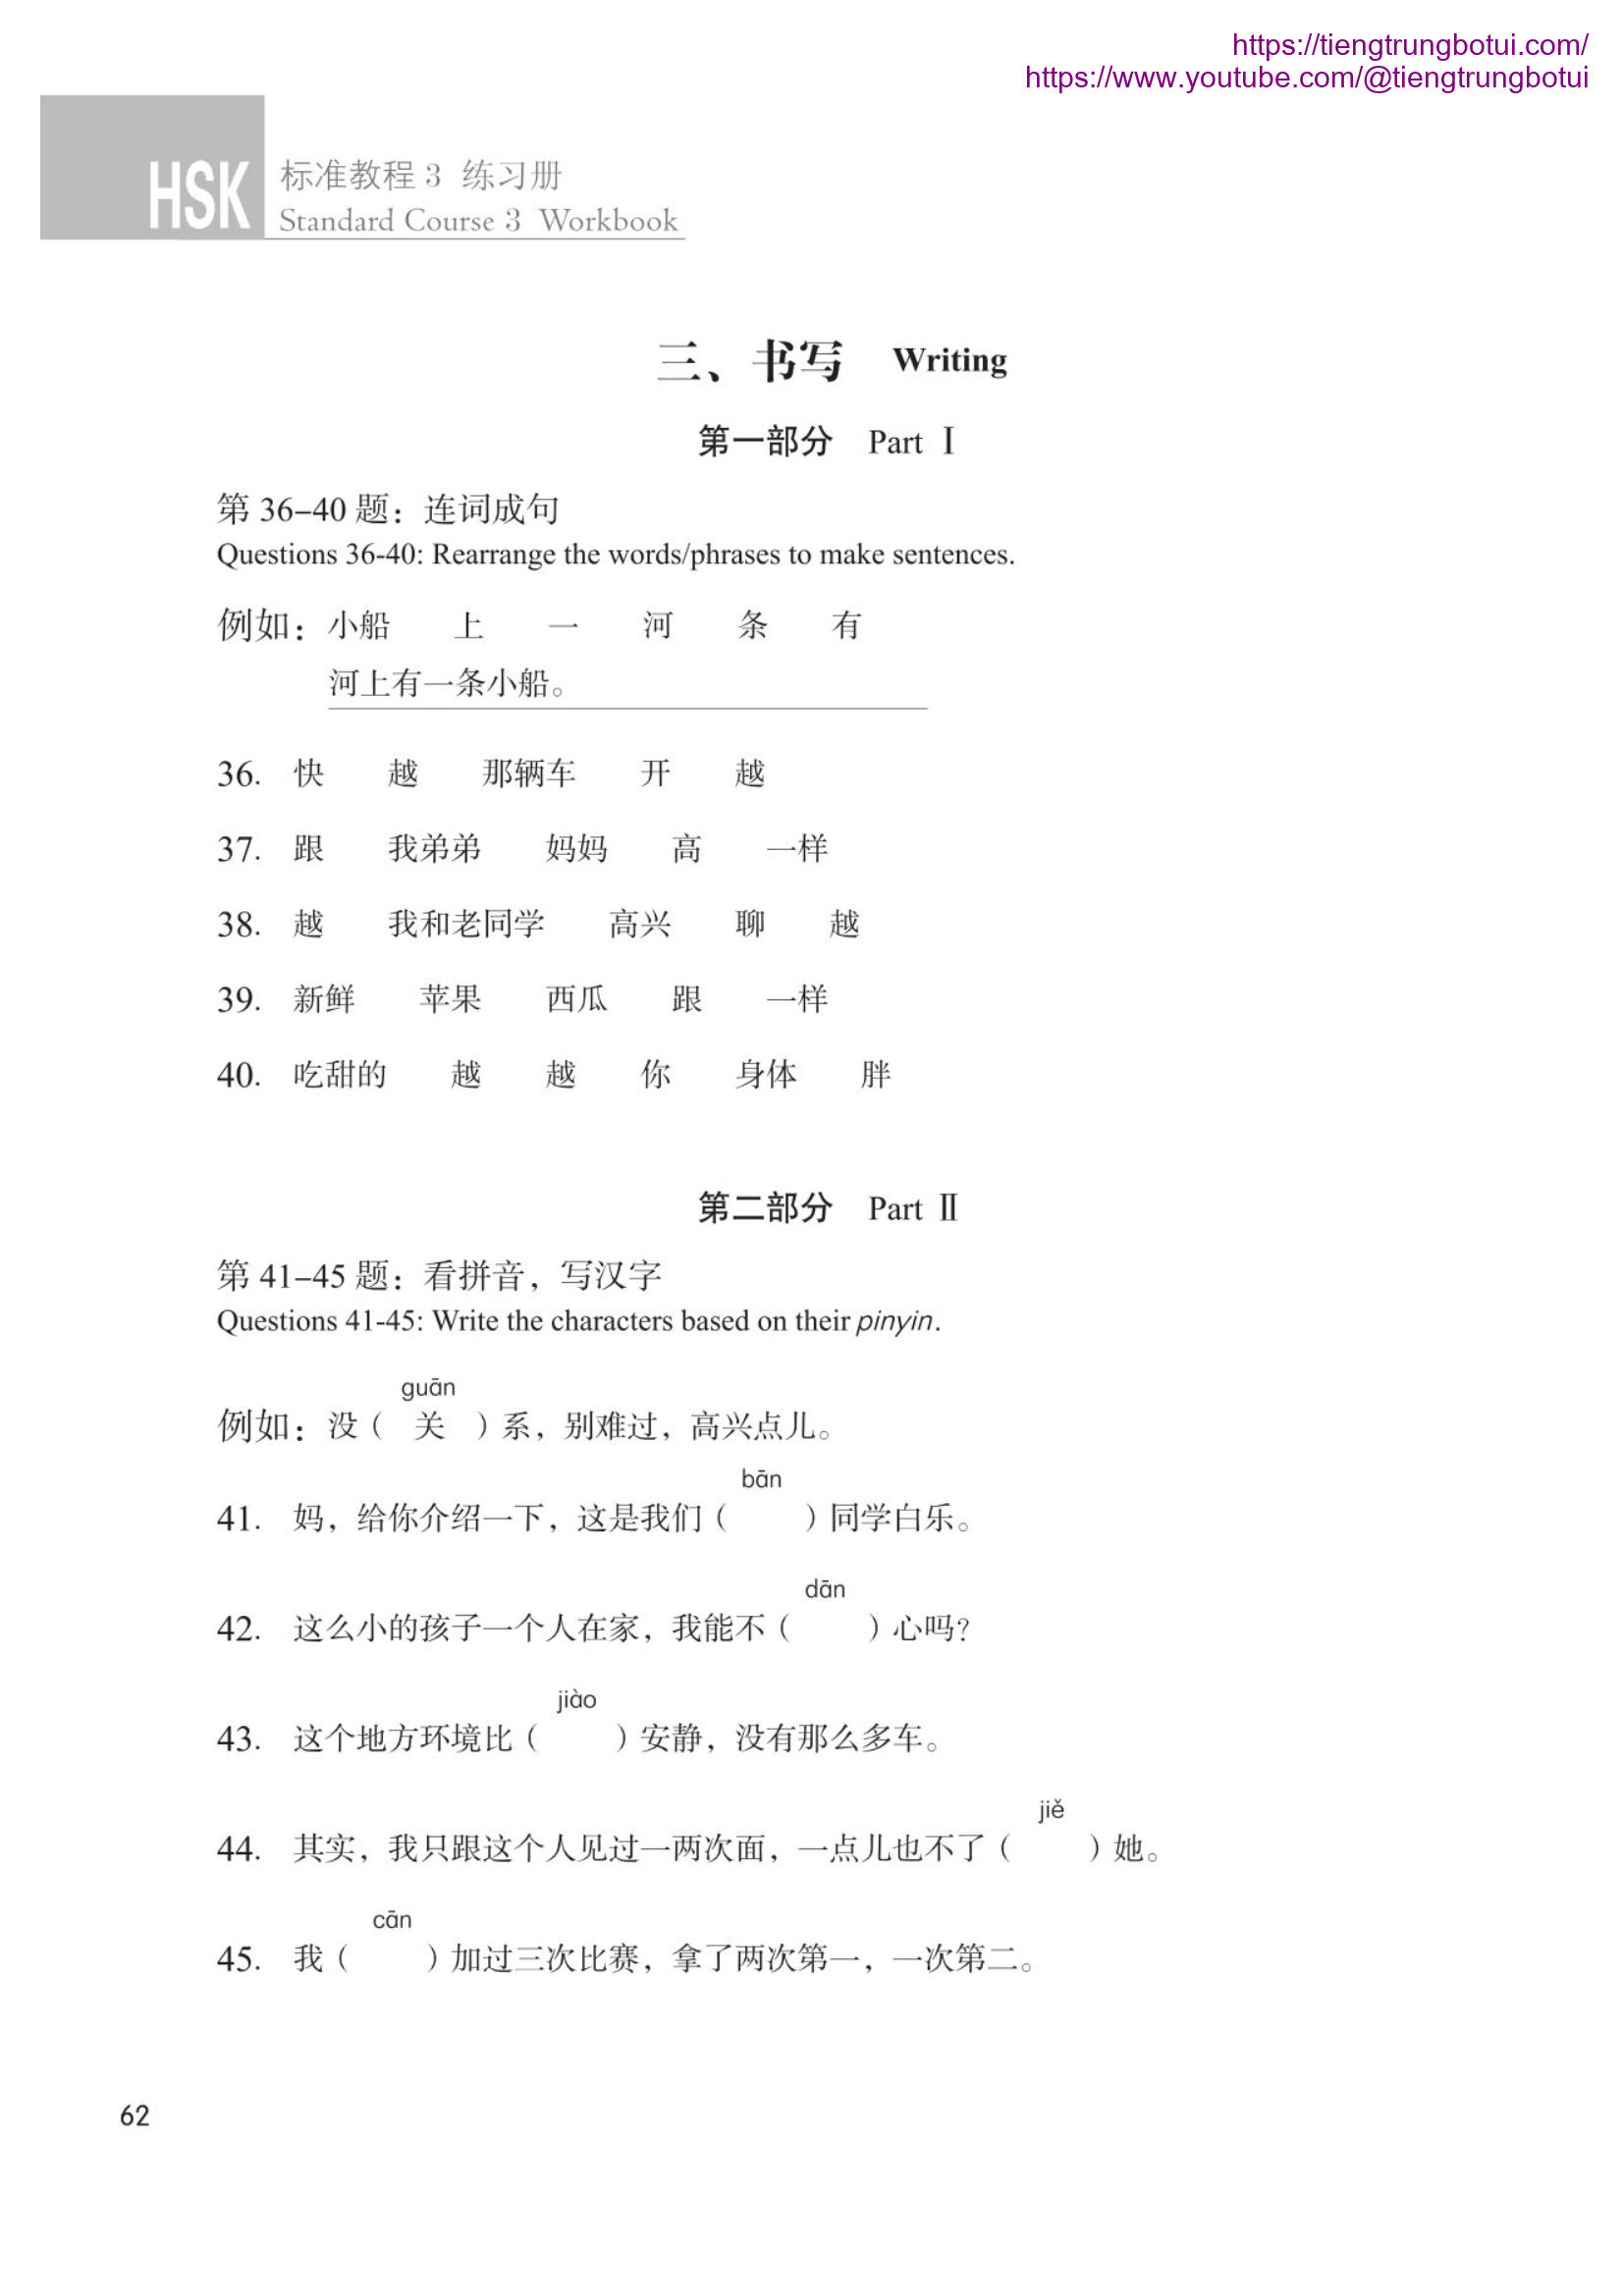 https://tiengtrungbotui.com/
https://www.youtube.com/@tiengtrungbotui
HSK 标准教程 3 练习册
Standard Course 3 Workbook
三、书写 Writing
第一部分 Part Ⅰ
第 36–40 题：连词成句
Questions 36-40: Rearrange the words/phrases to make sentences.
例如：小船 上 一 河 条 有
河上有一条小船。
36. 快 越 那辆车 开 越
37. 跟 我弟弟 妈妈 高 一样
38. 越 我和老同学 高兴 聊 越
39. 新鲜 苹果 西瓜 跟 一样
40. 吃甜的 越 越 你 身体 胖
第二部分 Part Ⅱ
第 41–45 题：看拼音，写汉字
Questions 41-45: Write the characters based on their pinyin.
guān
例如：没（ 关 ）系，别难过，高兴点儿。
bān
41. 妈，给你介绍一下，这是我们（ ）同学白乐。
dān
42. 这么小的孩子一个人在家，我能不（ ）心吗？
jiào
43. 这个地方环境比（ ）安静，没有那么多车。
jiě
44. 其实，我只跟这个人见过一两次面，一点儿也不了（ ）她。
cān
45. 我（ ）加过三次比赛，拿了两次第一，一次第二。
62